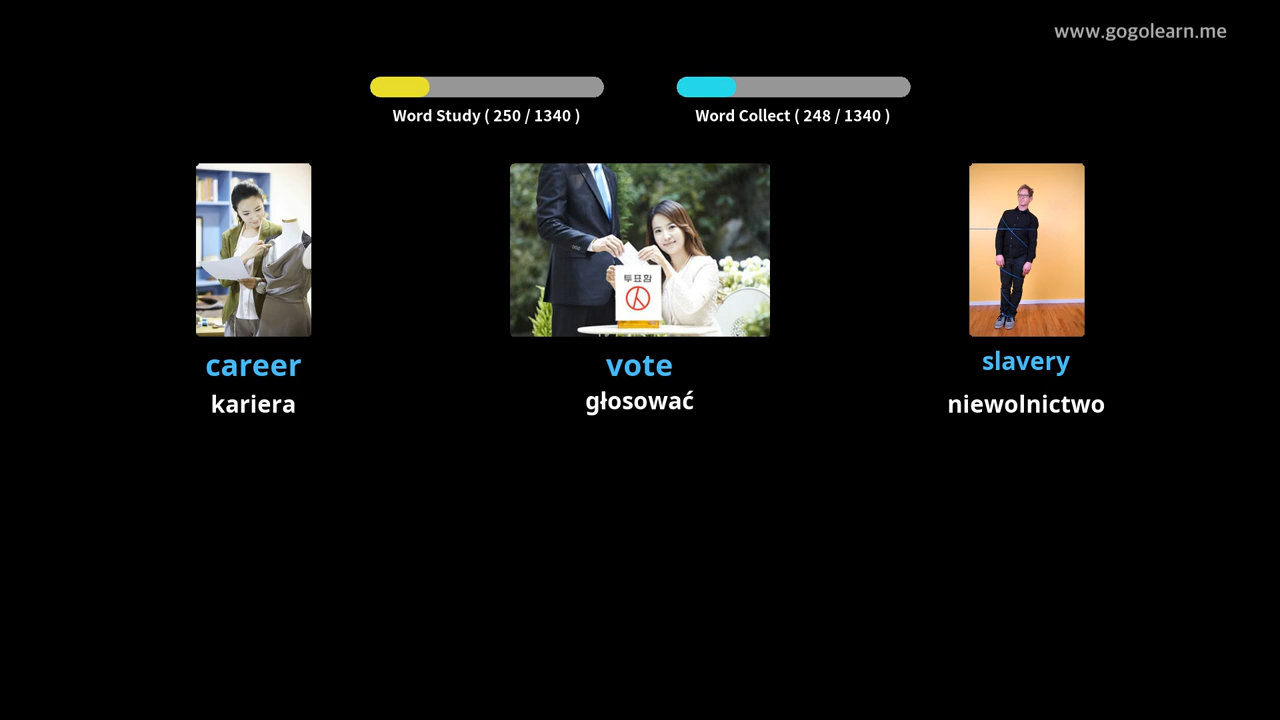 www.gogolearn.me
Word Study ( 250 / 1340 )
Word Collect ( 248 / 1340 )
투표함
career
vote
slavery
kariera
głosować
niewolnictwo